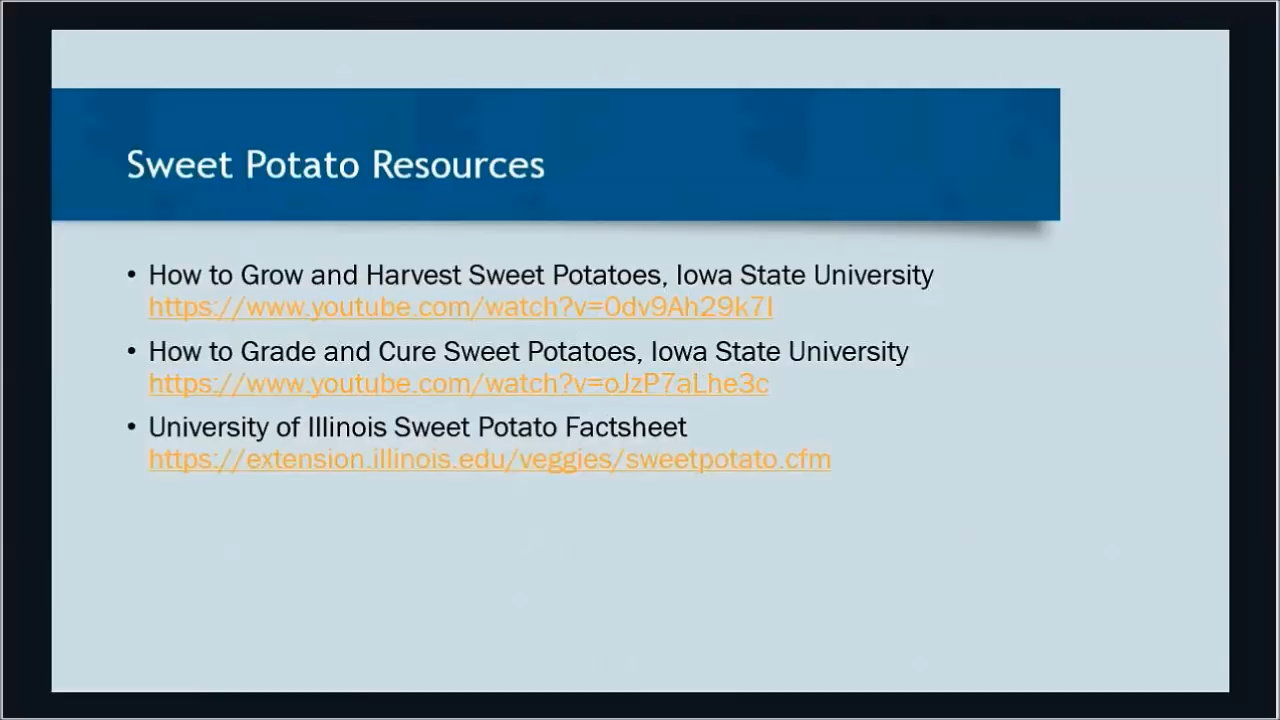 Sweet Potato Resources
• How to Grow and Harvest Sweet Potatoes, Iowa State University
https://www.youtube.com/watch?v=0dv9Ah29k7I
• How to Grade and Cure Sweet Potatoes, Iowa State University
https://www.youtube.com/watch?v=oJzP7aLhe3c
• University of Illinois Sweet Potato Factsheet
https://extension.illinois.edu/veggies/sweetpotato.cfm